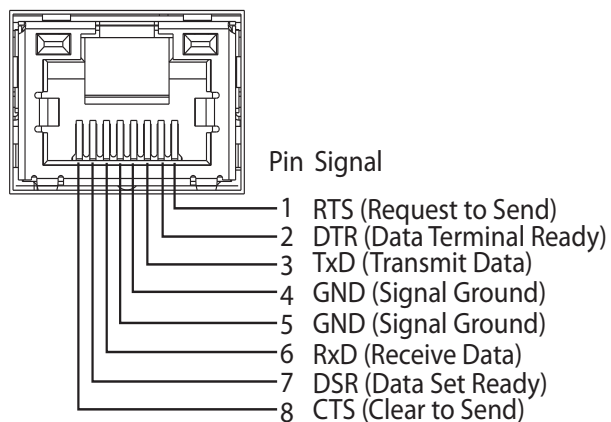 Pin Signal
1 RTS (Request to Send)
2 DTR (Data Terminal Ready)
3 TxD (Transmit Data)
4 GND (Signal Ground)
5 GND (Signal Ground)
6 RxD (Receive Data)
7 DSR (Data Set Ready)
8 CTS (Clear to Send)